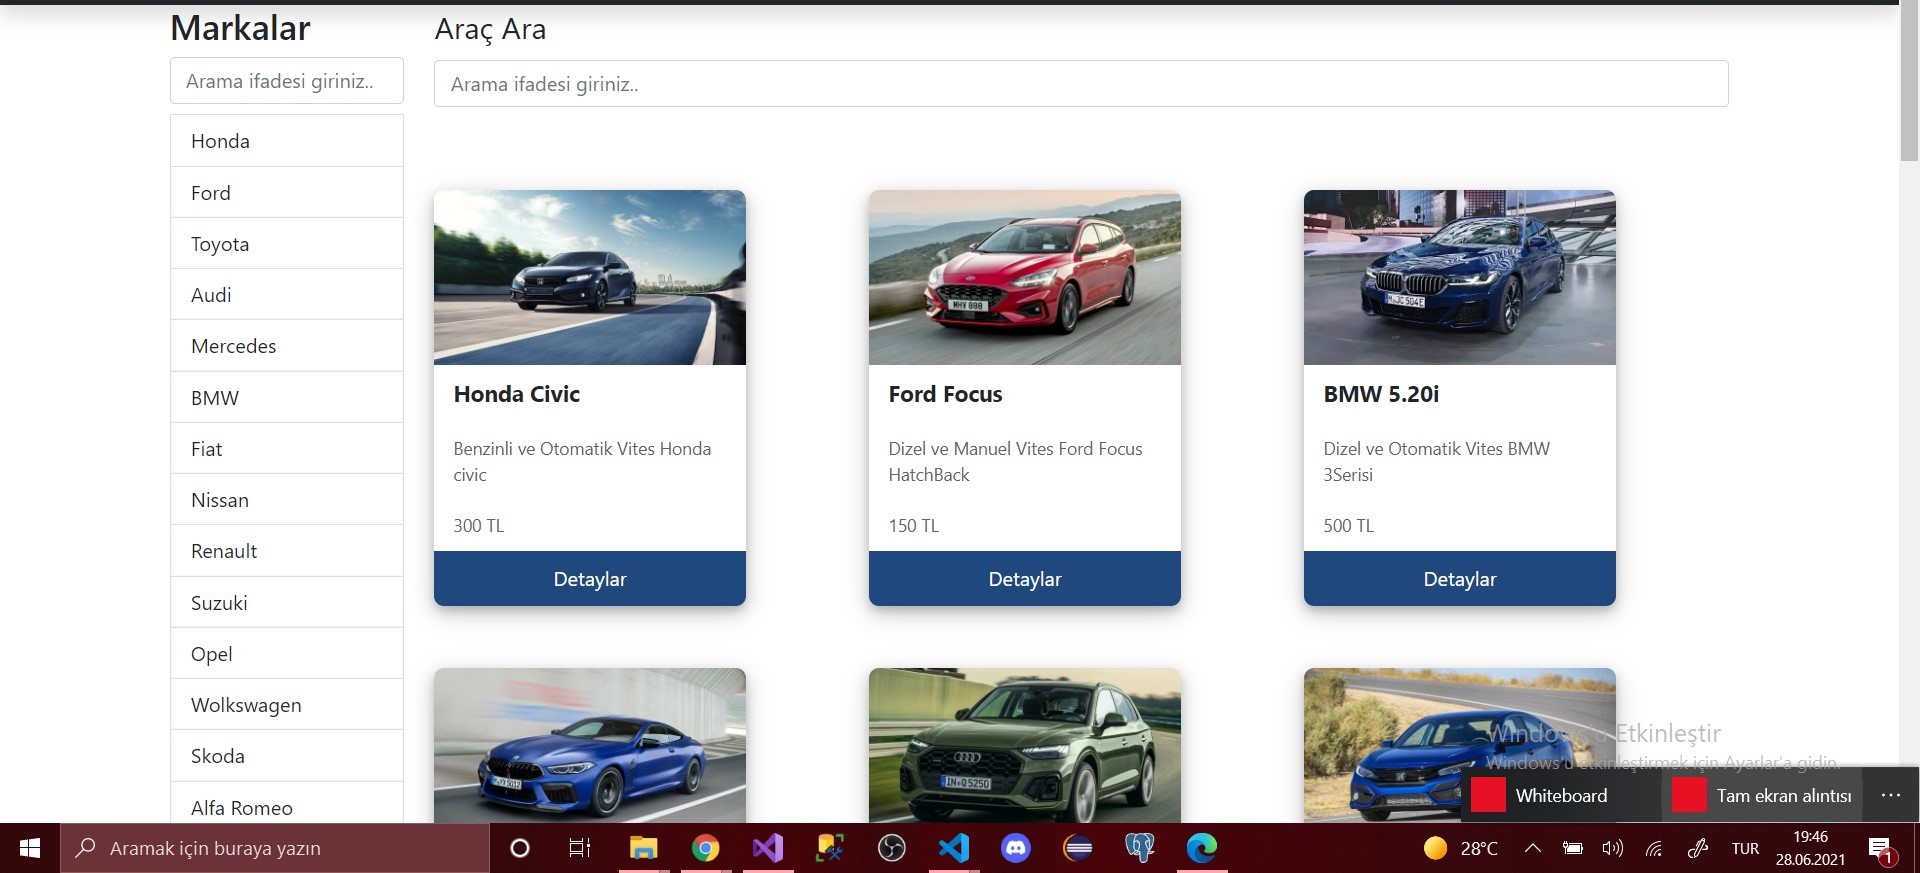 Markalar
Arama ifadesi giriniz..
Honda
Ford
Toyota
Audi
Mercedes
BMW
Fiat
Nissan
Renault
Suzuki
Opel
Wolkswagen
Skoda
Alfa Romeo
Araç Ara
Arama ifadesi giriniz..
Honda Civic
Benzinli ve Otomatik Vites Honda
civic
300 TL
Detaylar
MHV 888
Ford Focus
Dizel ve Manuel Vites Ford Focus
HatchBack
150 TL
Detaylar
BMW 5.20i
Dizel ve Otomatik Vites BMW
3Serisi
500 TL
Detaylar
Windows'u Etkinleştir
Windows'u etkinleştirmek için Ayarlar'a gidin.
Whiteboard
Tam ekran alıntısı
Aramak için buraya yazın
28°C
TUR
19:46
28.06.2021
1